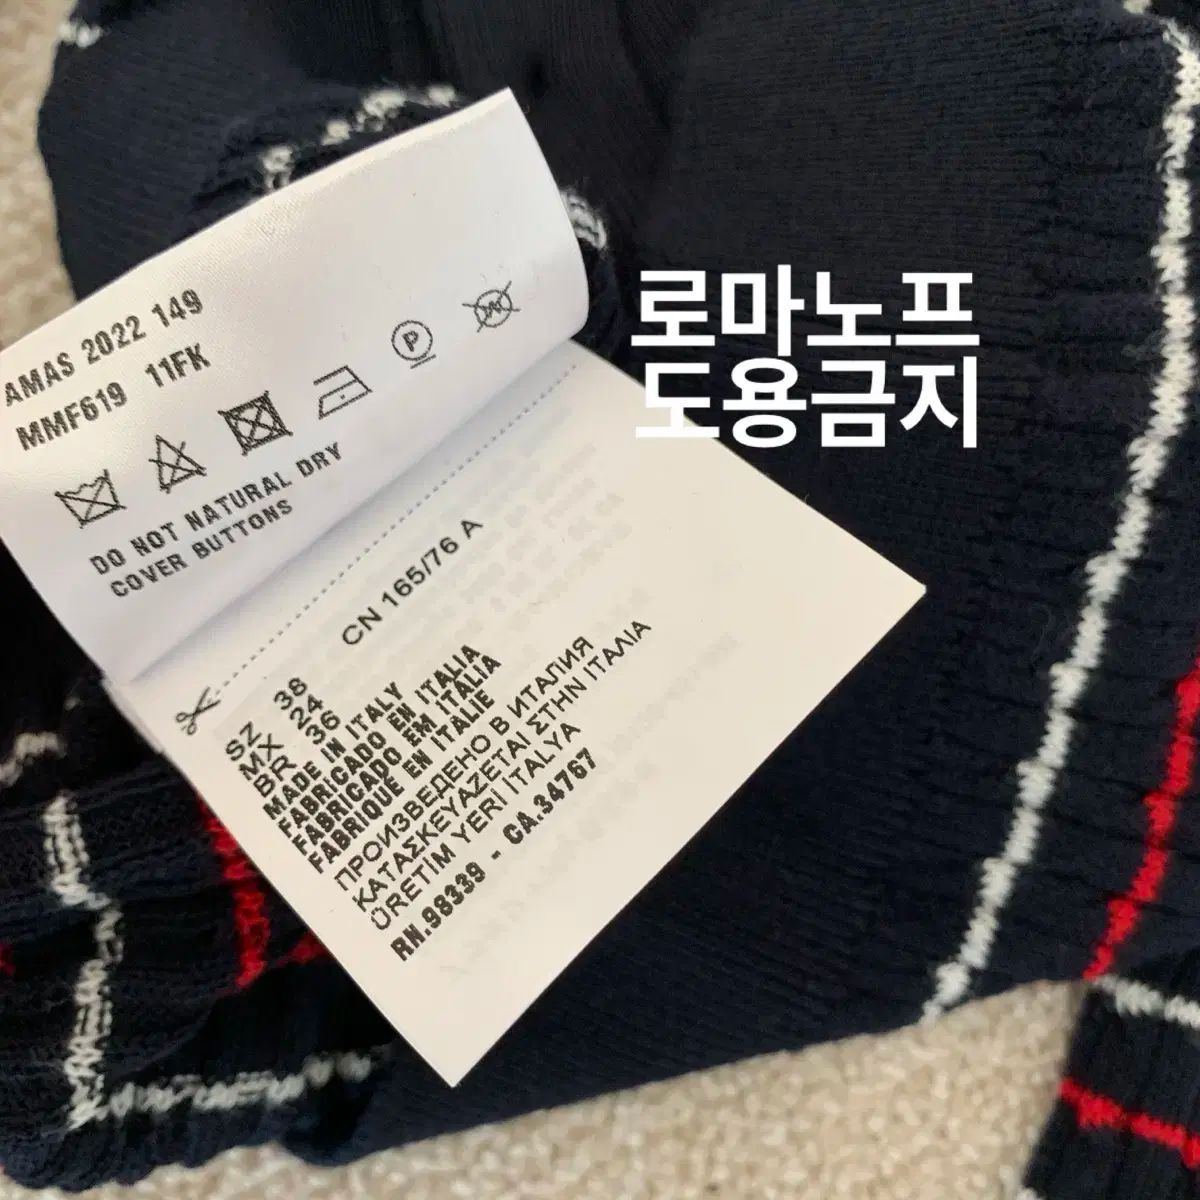 AMAS 2022 149
MMF619 11FK
P
DO NOT NATURAL DRY
COVER BUTTONS
로마노프
도용금지
CN 165/76 A
SZ 38
MX 24
BR 36
MADE IN ITALY
FABRICADO EN ITALIA
FABRICADO EM ITÁLIA
FABRIQUÉ EN ITALIE
ПРОИЗВЕДЕНО В ИТАЛИЯ
ΚΑΤΑΣΚΕΥΑΖΕΤΑΙ ΣΤΗΝ ΙΤΑΛΙΑ
ÜRETİM YERİ İTALYA
RN.98339 - CA.34767